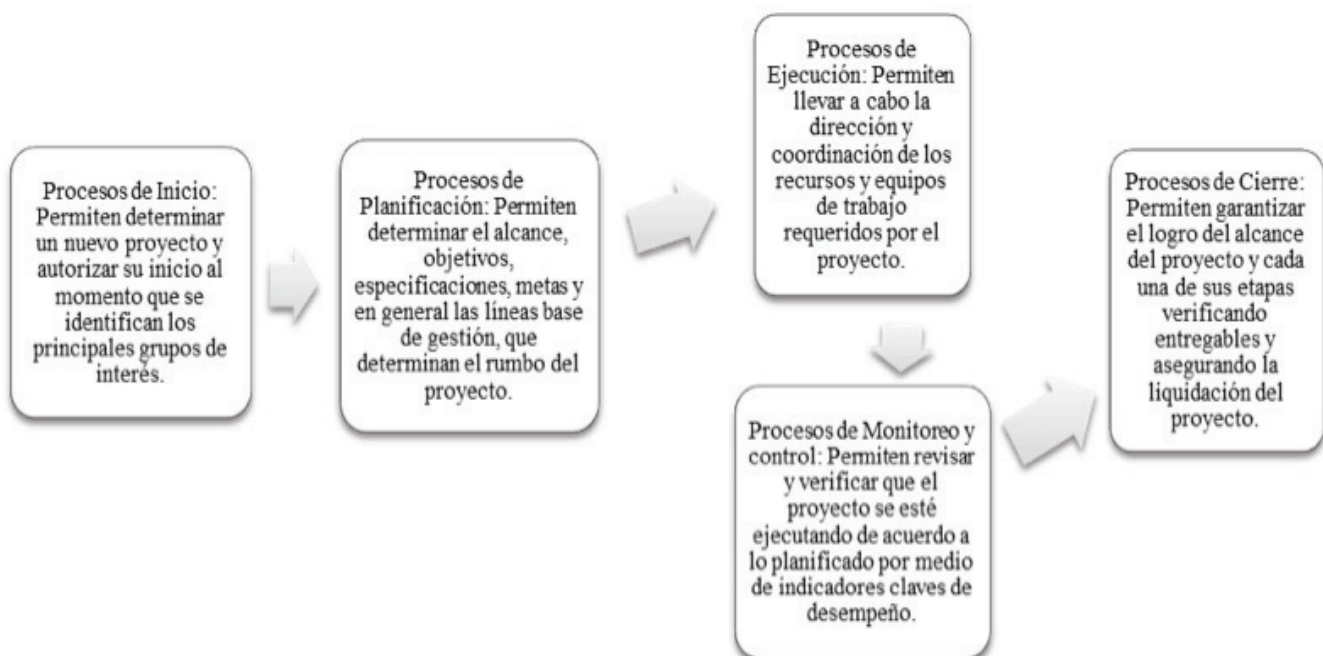 Procesos de Inicio:
Permiten determinar
un nuevo proyecto y
autorizar su inicio al
momento que se
identifican los
principales grupos de
interés.
Procesos de
Planificación: Permiten
determinar el alcance,
objetivos,
especificaciones, metas y
en general las líneas base
de gestión, que
determinan el rumbo del
proyecto.
Procesos de
Ejecución: Permiten
llevar a cabo la
dirección y
coordinación de los
recursos y equipos
de trabajo
requeridos por el
proyecto.
Procesos de Monitoreo y
control: Permiten revisar
y verificar que el
proyecto se esté
ejecutando de acuerdo a
lo planificado por medio
de indicadores claves de
desempeño.
Procesos de Cierre:
Permiten garantizar
el logro del alcance
del proyecto y cada
una de sus etapas
verificando
entregables y
asegurando la
liquidación del
proyecto.